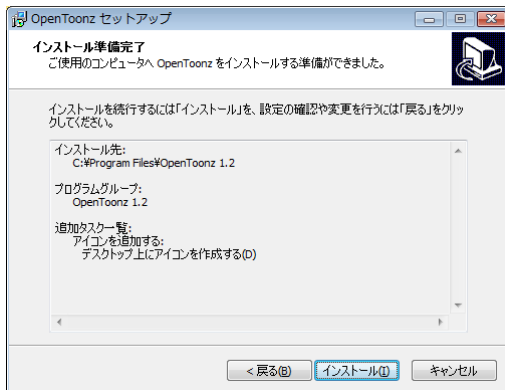 OpenToonz セットアップ
インストール準備完了
ご使用のコンピュータへ OpenToonz をインストールする準備ができました。
インストールを続行するには「インストール」を、設定の確認や変更を行うには「戻る」をクリッ
クしてください。
インストール先:
C:¥Program Files¥OpenToonz 1.2
プログラムグループ:
OpenToonz 1.2
追加タスク一覧:
アイコンを追加する:
デスクトップ上にアイコンを作成する(D)
< 戻る(B) インストール(I) キャンセル